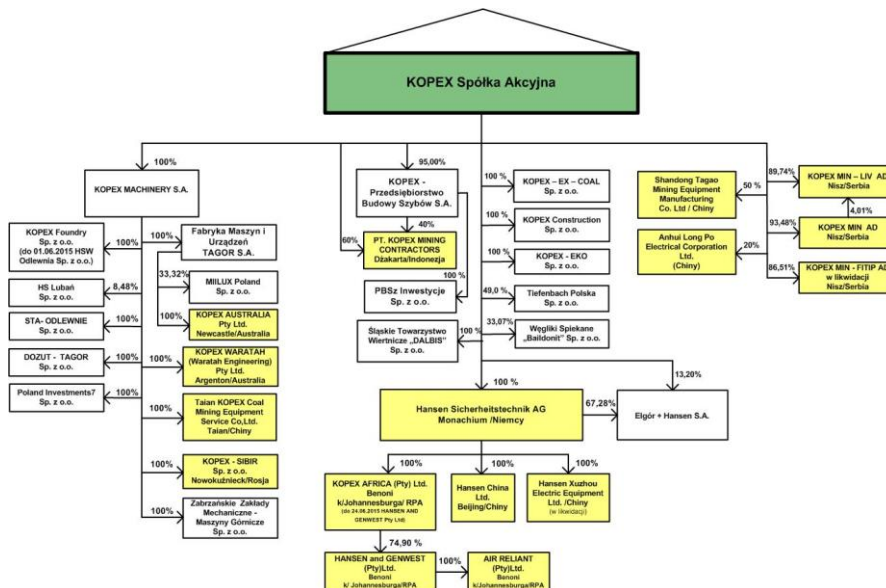 KOPEX Spółka Akcyjna
100%
KOPEX MACHINERY S.A.
KOPEX Foundry
Sp. z o.o.
(do 01.06.2015 HSW
Odlewnia Sp. z o.o.)
100%
HS Lubań
Sp. z o.o.
8,48%
STA- ODLEWNIE
Sp. z o.o.
100%
DOZUT - TAGOR
Sp. z o.o.
100%
Poland Investments7
Sp. z o.o.
100%
100%
Fabryka Maszyn i
Urządzeń
TAGOR S.A.
33,32%
MIILUX Poland
Sp. z o.o.
100%
KOPEX AUSTRALIA
Pty Ltd.
Newcastle/Australia
100%
KOPEX WARATAH
(Waratah Engineering)
Pty Ltd.
Argenton/Australia
100%
Taian KOPEX Coal
Mining Equipment
Service Co,Ltd.
Taian/Chiny
100%
KOPEX - SIBIR
Sp. z o.o.
Nowokuźnieck/Rosja
100%
Zabrzańskie Zakłady
Mechaniczne -
Maszyny Górnicze
Sp. z o.o.
95,00%
KOPEX -
Przedsiębiorstwo
Budowy Szybów S.A.
40%
60%
PT. KOPEX MINING
CONTRACTORS
Dżakarta/Indonezja
100 %
PBSz Inwestycje
Sp. z o.o.
Śląskie Towarzystwo
Wiertnicze „DALBIS”
Sp. z o.o.
100 %
100 %
KOPEX – EX – COAL
Sp. z o.o.
100 %
KOPEX Construction
Sp. z o.o.
100%
KOPEX - EKO
Sp. z o.o.
49,0 %
Tiefenbach Polska
Sp. z o.o.
33,07%
Węgliki Spiekane
„Baildonit” Sp. z o.o.
13,20%
100 %
Hansen Sicherheitstechnik AG
Monachium /Niemcy
67,28%
Elgór + Hansen S.A.
100%
KOPEX AFRICA (Pty) Ltd.
Benoni
k/Johannesburga/ RPA
(do 24.06.2015 HANSEN AND
GENWEST Pty Ltd)
100%
Hansen China
Ltd.
Beijing/Chiny
100%
Hansen Xuzhou
Electric Equipment
Ltd. /Chiny
(w likwidacji)
74,90 %
HANSEN and GENWEST
(Pty)Ltd.
Benoni
k/ Johannesburga/RPA
100%
AIR RELIANT
(Pty)Ltd.
Benoni
k/Johannesburga/RPA
Shandong Tagao
Mining Equipment
Manufacturing
Co. Ltd / Chiny
50 %
Anhui Long Po
Electrical Corporation
Ltd.
(Chiny)
20%
89,74%
KOPEX MIN – LIV AD
Nisz/Serbia
4,01%
93,48%
KOPEX MIN AD
Nisz/Serbia
86,51%
KOPEX MIN - FITIP AD
w likwidacji
Nisz/Serbia